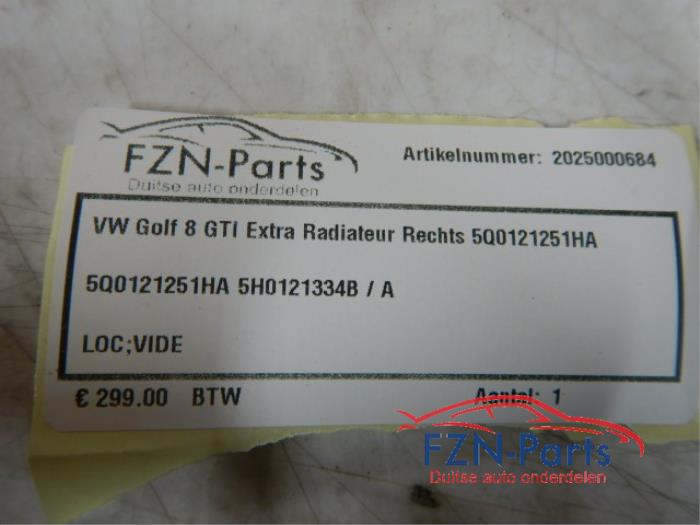 FZN-Parts
Duitse auto onderdelen
Artikelnummer: 2025000684
VW Golf 8 GTI Extra Radiateur Rechts 5Q0121251HA
5Q0121251HA 5H0121334B / A
LOC;VIDE
€ 299.00 BTW
Aantal: 1
FZN-Parts
Duitse auto onderdelen